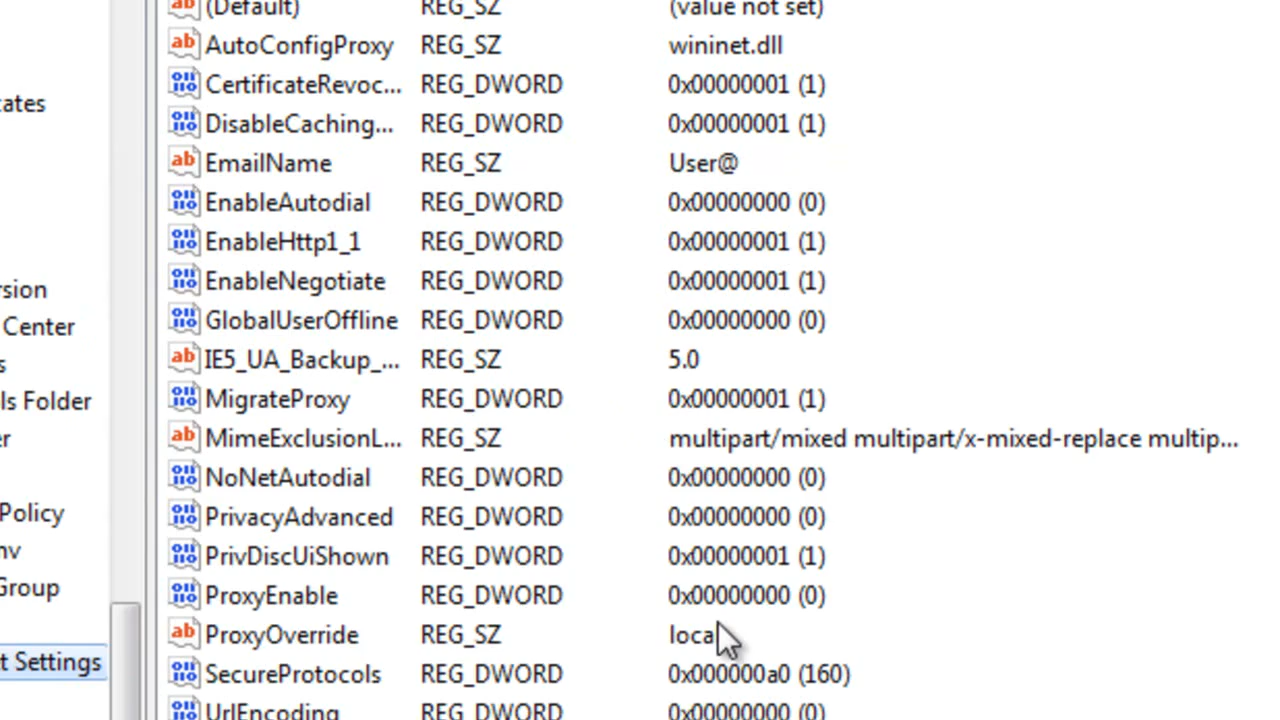 (Default) REG_SZ (value not set)
AutoConfigProxy REG_SZ wininet.dll
CertificateRevoc... REG_DWORD 0x00000001 (1)
DisableCaching... REG_DWORD 0x00000001 (1)
EmailName REG_SZ User@
EnableAutodial REG_DWORD 0x00000000 (0)
EnableHttp1_1 REG_DWORD 0x00000001 (1)
EnableNegotiate REG_DWORD 0x00000001 (1)
GlobalUserOffline REG_DWORD 0x00000000 (0)
IE5_UA_Backup_... REG_SZ 5.0
MigrateProxy REG_DWORD 0x00000001 (1)
MimeExclusionL... REG_SZ multipart/mixed multipart/x-mixed-replace multip...
NoNetAutodial REG_DWORD 0x00000000 (0)
PrivacyAdvanced REG_DWORD 0x00000000 (0)
PrivDiscUiShown REG_DWORD 0x00000001 (1)
ProxyEnable REG_DWORD 0x00000000 (0)
ProxyOverride REG_SZ loca
SecureProtocols REG_DWORD 0x000000a0 (160)
UrlEncoding REG_DWORD 0x00000000 (0)
cates
rsion
Center
s
ls Folder
er
Policy
nv
Group
t Settings